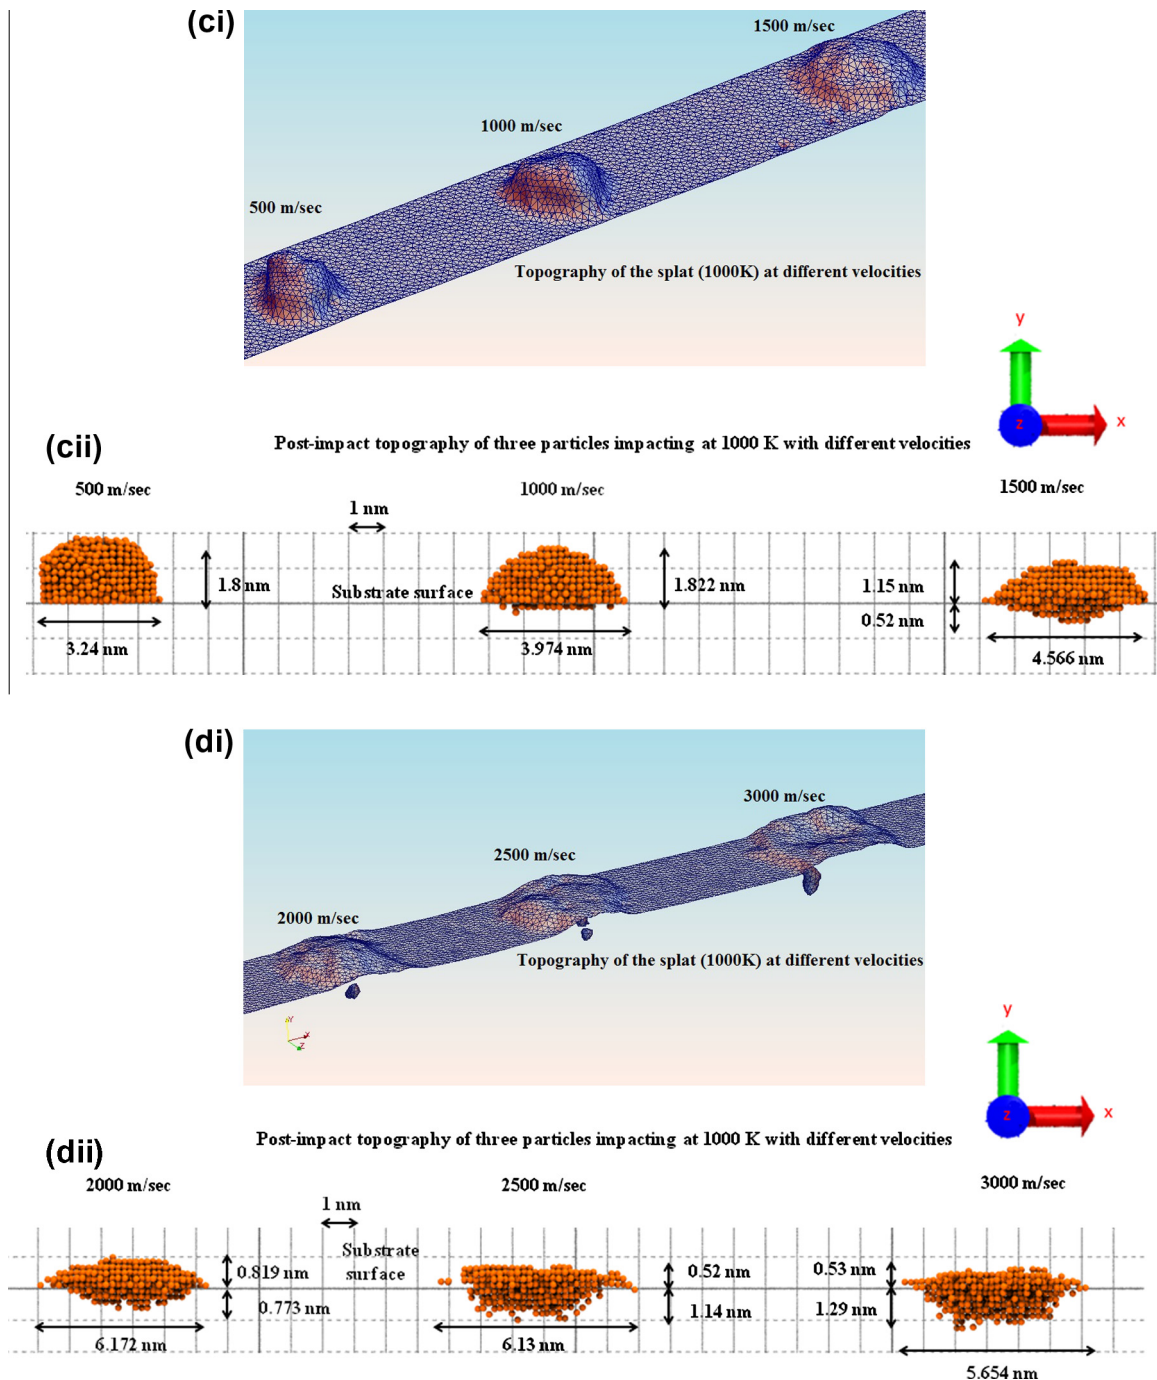 (ci)
1500 m/sec
1000 m/sec
500 m/sec
Topography of the splat (1000K) at different velocities
y
z
x
(cii)
Post-impact topography of three particles impacting at 1000 K with different velocities
500 m/sec
1000 m/sec
1500 m/sec
1 nm
1.8 nm
Substrate surface
1.822 nm
1.15 nm
0.52 nm
3.24 nm
3.974 nm
4.566 nm
(di)
3000 m/sec
2500 m/sec
2000 m/sec
Topography of the splat (1000K) at different velocities
Y
X
Z
y
z
x
Post-impact topography of three particles impacting at 1000 K with different velocities
(dii)
2000 m/sec
2500 m/sec
3000 m/sec
1 nm
Substrate
surface
0.819 nm
0.773 nm
0.52 nm
1.14 nm
0.53 nm
1.29 nm
6.172 nm
6.13 nm
5.654 nm